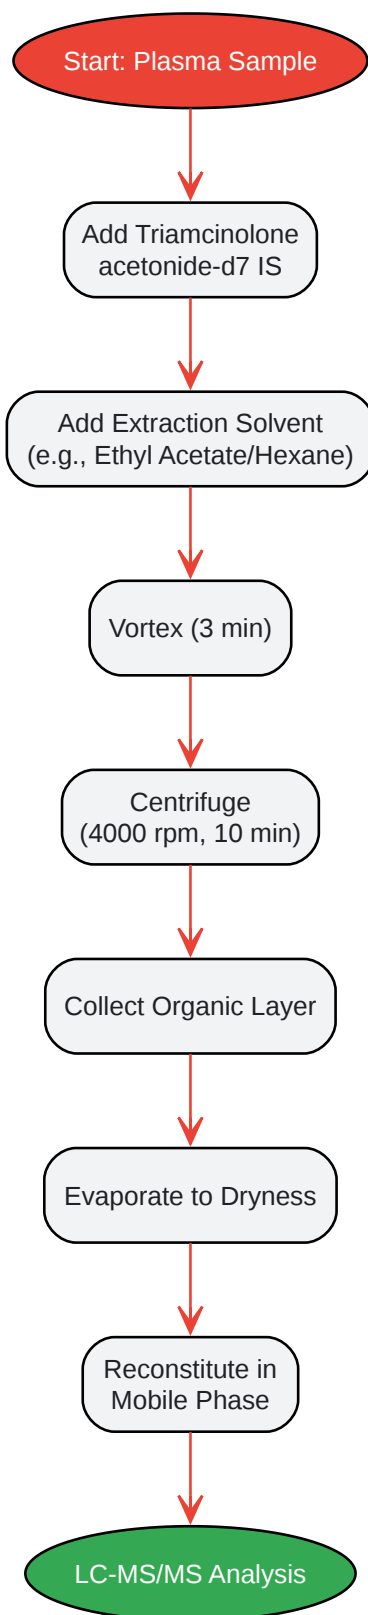 Start: Plasma Sample
Add Triamcinolone
acetonide-d7 IS
Add Extraction Solvent
(e.g., Ethyl Acetate/Hexane)
Vortex (3 min)
Centrifuge
(4000 rpm, 10 min)
Collect Organic Layer
Evaporate to Dryness
Reconstitute in
Mobile Phase
LC-MS/MS Analysis